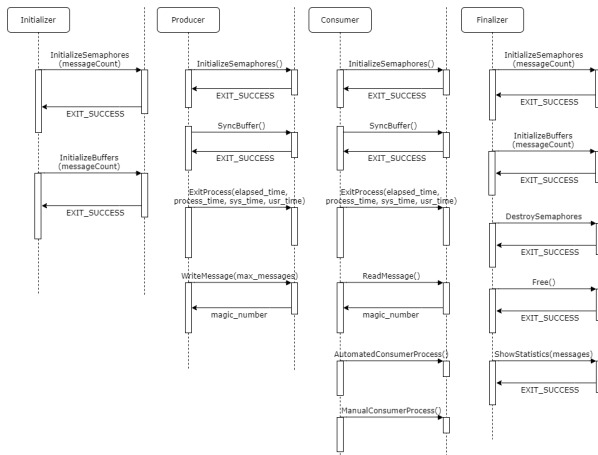 Initializer
Producer
Consumer
Finalizer
InitializeSemaphores
(messageCount)
EXIT_SUCCESS
InitializeBuffers
(messageCount)
EXIT_SUCCESS
InitializeSemaphores()
EXIT_SUCCESS
SyncBuffer()
EXIT_SUCCESS
ExitProcess(elapsed_time,
process_time, sys_time, usr_time)
WriteMessage(max_messages)
magic_number
InitializeSemaphores()
EXIT_SUCCESS
SyncBuffer()
EXIT_SUCCESS
ExitProcess(elapsed_time,
process_time, sys_time, usr_time)
ReadMessage()
magic_number
AutomatedConsumerProcess()
ManualConsumerProcess()
InitializeSemaphores
(messageCount)
EXIT_SUCCESS
InitializeBuffers
(messageCount)
EXIT_SUCCESS
DestroySemaphores
EXIT_SUCCESS
Free()
EXIT_SUCCESS
ShowStatistics(messages)
EXIT_SUCCESS